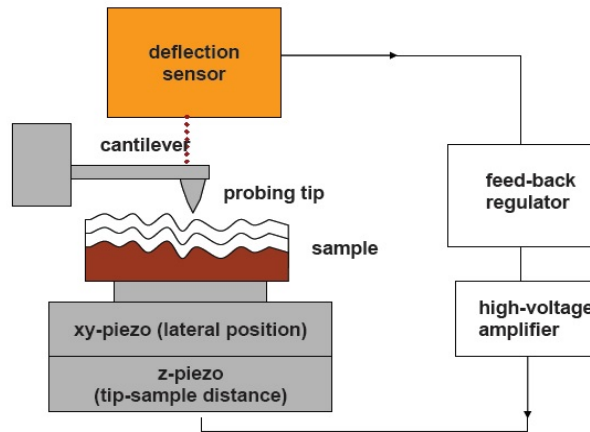 deflection
sensor
cantilever
probing tip
feed-back
regulator
sample
high-voltage
amplifier
xy-piezo (lateral position)
z-piezo
(tip-sample distance)